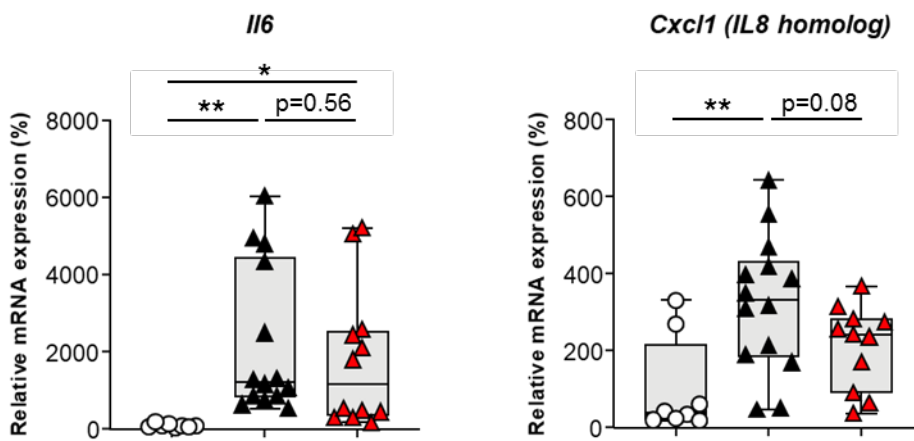 Il6
*
** p=0.56
Relative mRNA expression (%)
8000
6000
4000
2000
0
Cxcl1 (IL8 homolog)
** p=0.08
Relative mRNA expression (%)
800
600
400
200
0